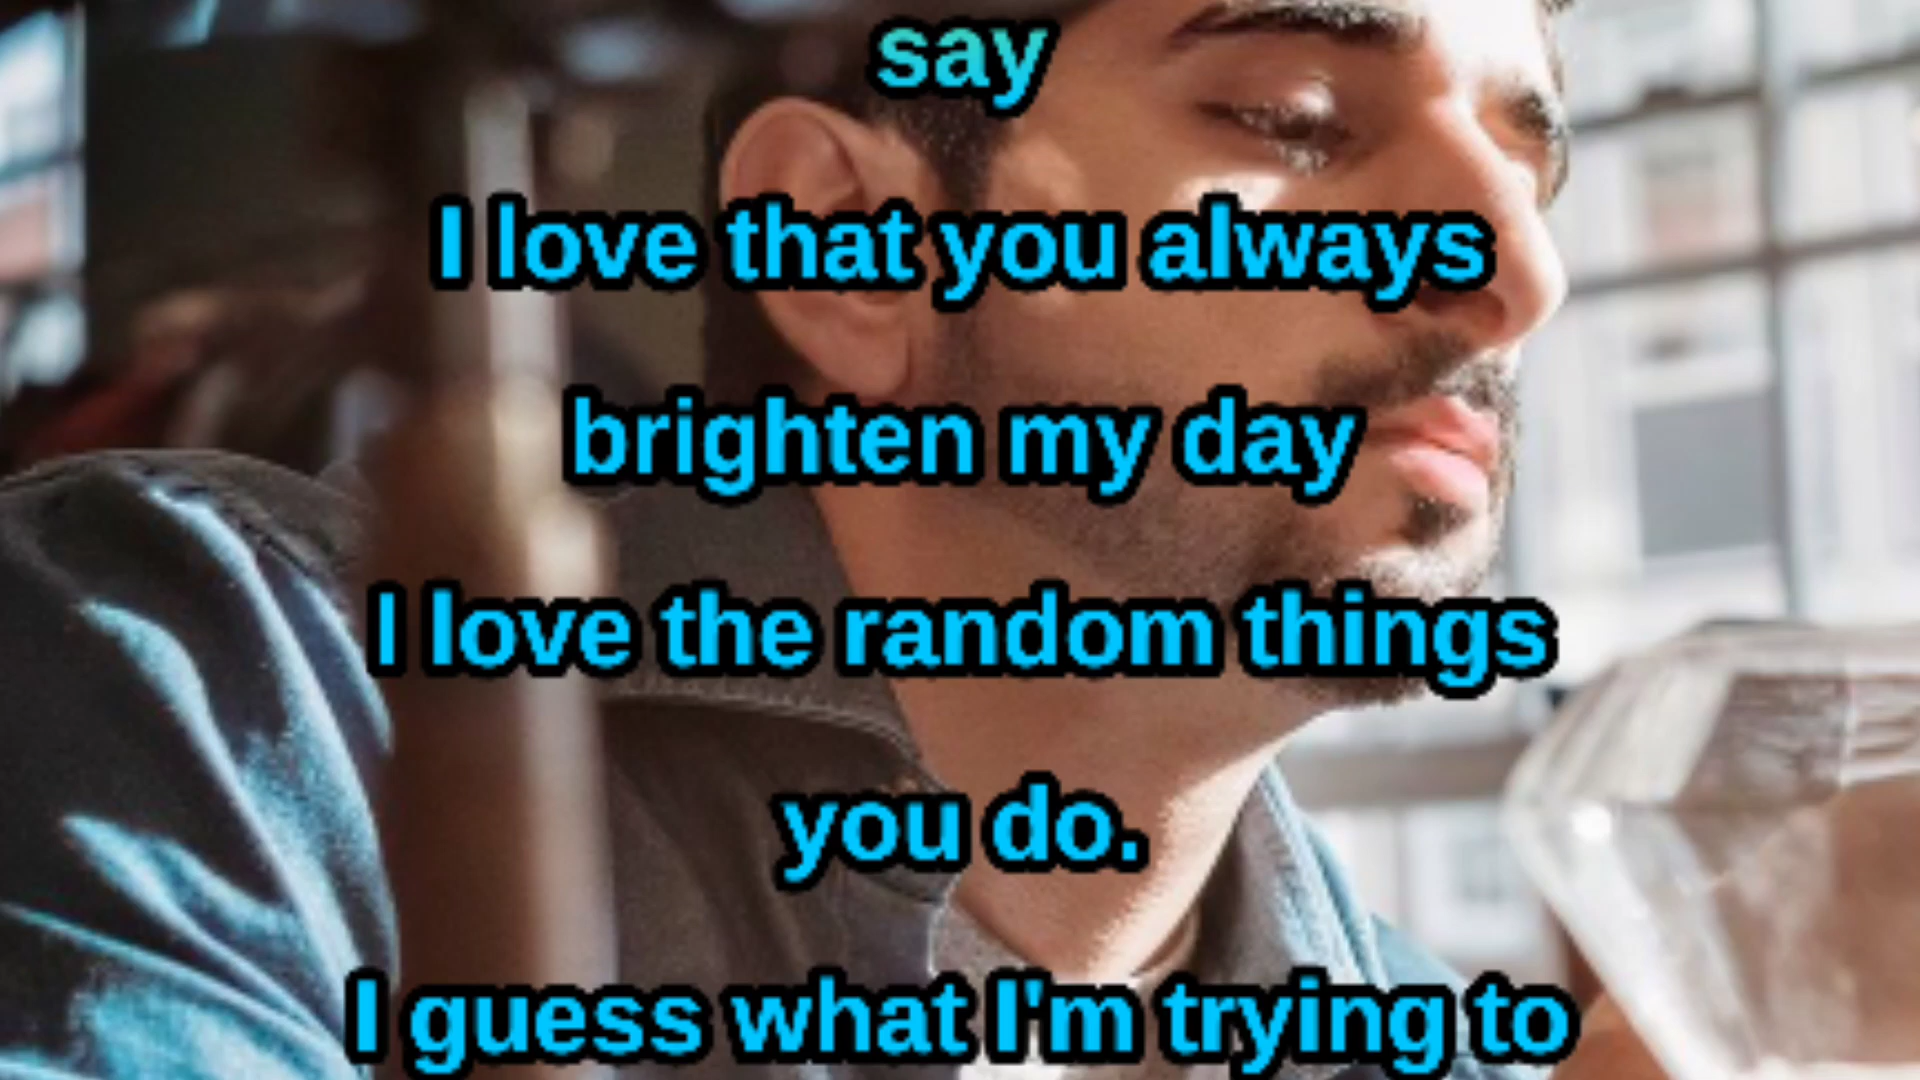 say
I love that you always
brighten my day
I love the random things
you do.
I guess what I'm trying to